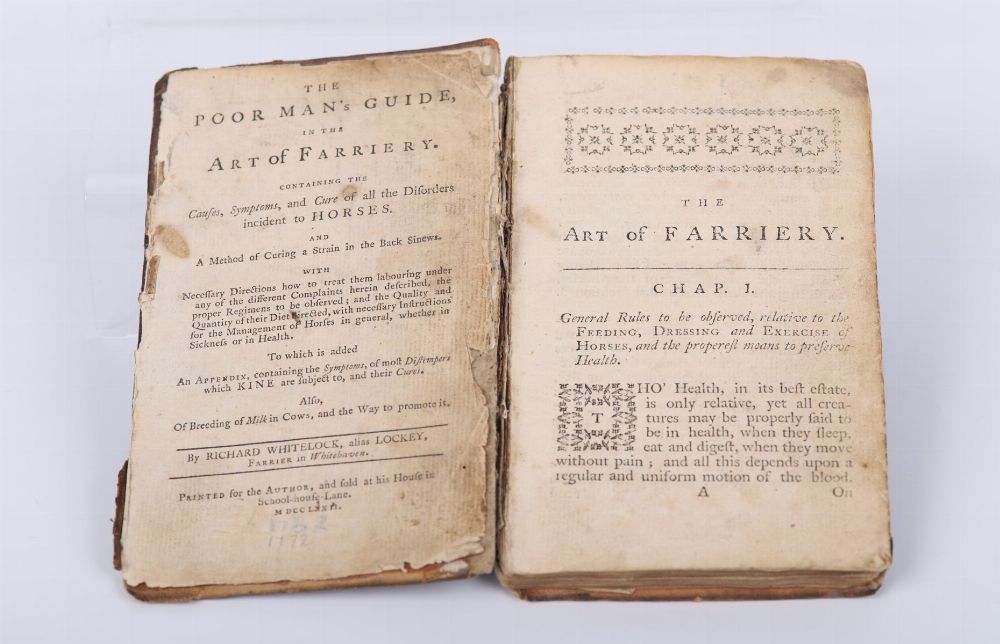 THE
POOR MAN's GUIDE,
IN THE
ART of FARRIERY.
CONTAINING THE
Cauſes, Symptoms, and Cure of all the Diſorders
incident to HORSES.
AND
A Method of Curing a Strain in the Back Sinews.
WITH
Neceſſary Directions how to treat them labouring under
any of the different Complaints herein deſcribed, the
proper Regimens to be obſerved; and the Quality and
Quantity of their Diet directed, with neceſſary Inſtructions
for the Management of Horſes in general, whether in
Sickneſs or in Health.
To which is added
An APPENDIX, containing the Symptoms, of moſt Diſtempers
which KINE are ſubject to, and their Cures.
Alſo,
Of Breeding of Milk in Cows, and the Way to promote it.
By RICHARD WHITELOCK, alias LOCKEY,
FARRIER in Whitehaven.
PRINTED for the AUTHOR, and ſold at his Houſe in
School-houſe-Lane.
MDCCLXXII.
1772
THE
ART of FARRIERY.
CHAP. I.
General Rules to be obſerved, relative to the
FEEDING, DRESSING and EXERCISE of
HORSES, and the propereſt means to preſerve
Health.
THO' Health, in its beſt eſtate,
is only relative, yet all crea-
tures may be properly ſaid to
be in health, when they ſleep,
eat and digeſt, when they move
without pain; and all this depends upon a
regular and uniform motion of the blood.
A On